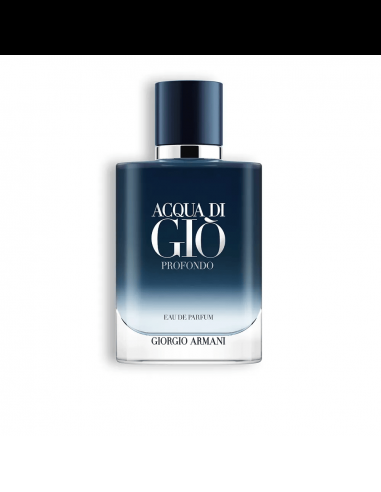 ACQUA DI
GIÒ
PROFONDO
EAU DE PARFUM
GIORGIO ARMANI